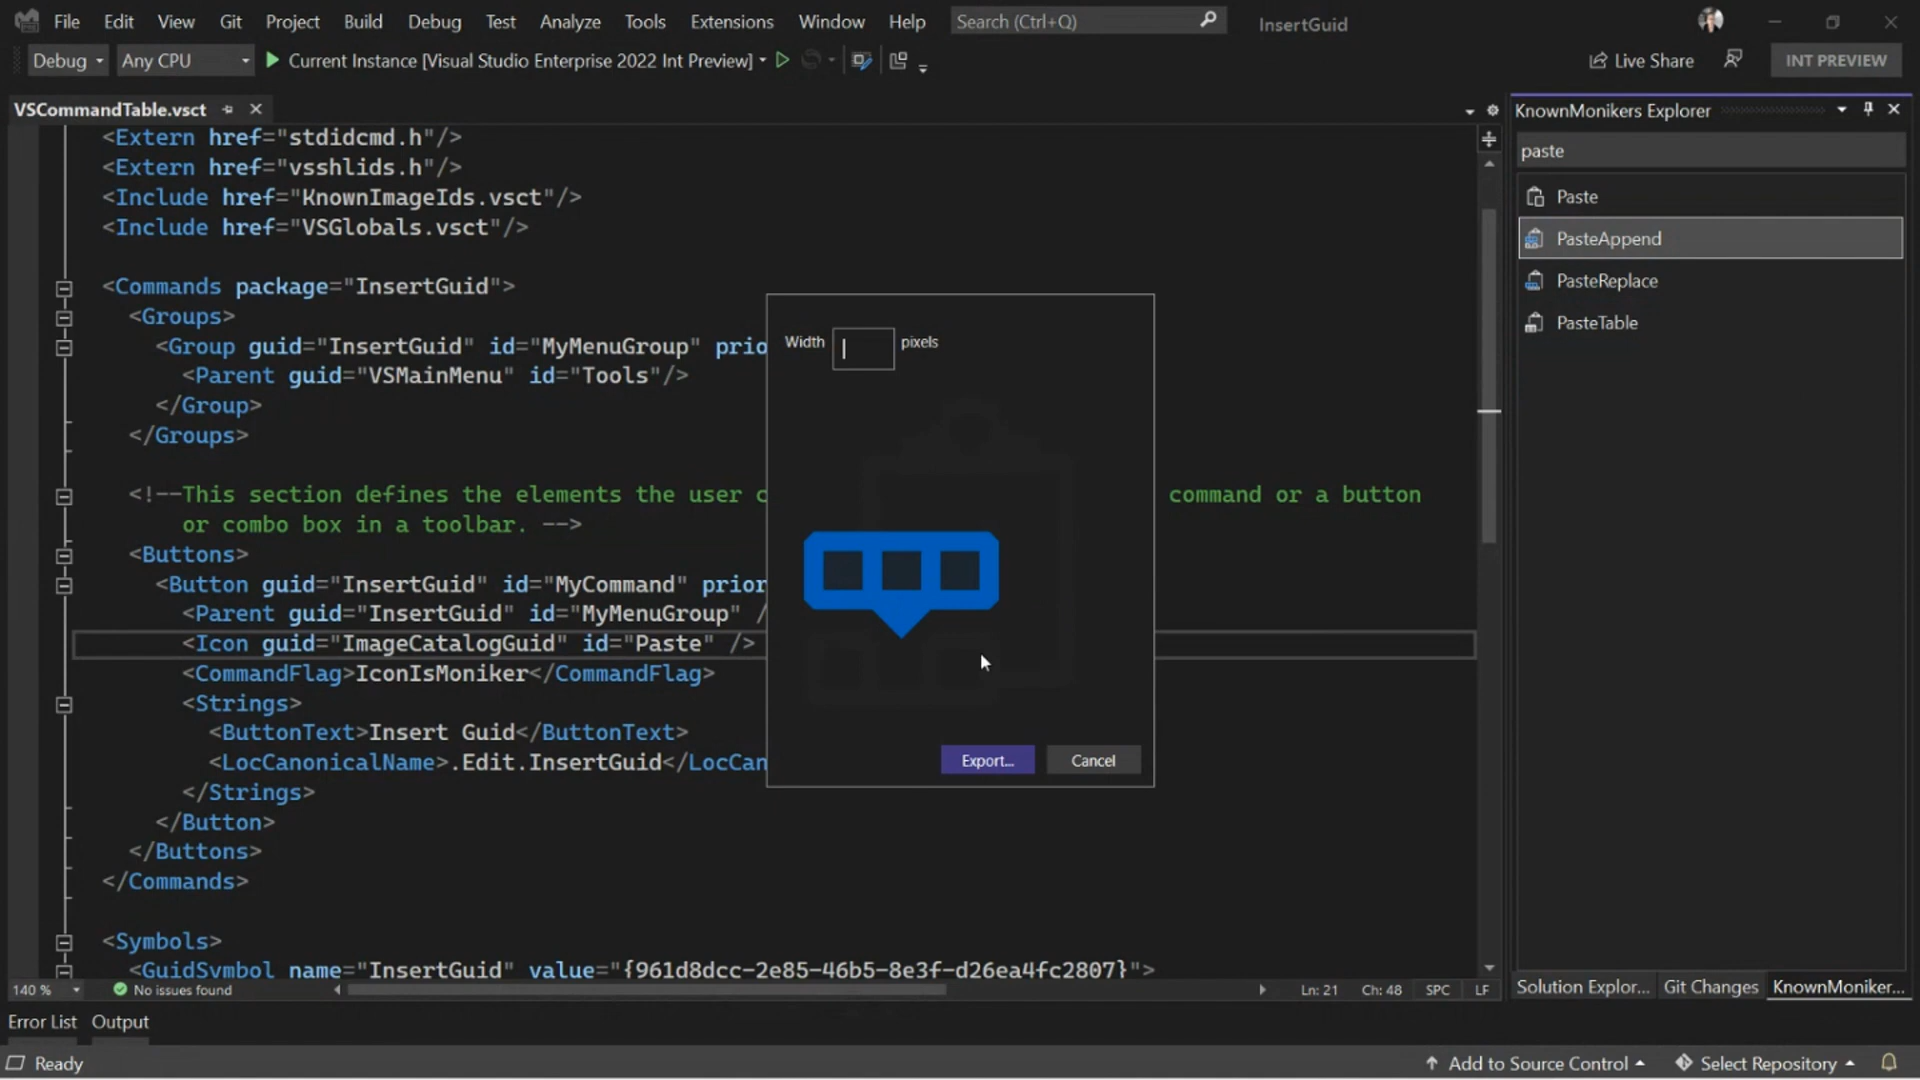 File Edit View Git Project Build Debug Test Analyze Tools Extensions Window Help Search (Ctrl+Q) InsertGuid
Debug Any CPU Current Instance [Visual Studio Enterprise 2022 Int Preview] Live Share INT PREVIEW
VSCommandTable.vsct
<Extern href="stdidcmd.h"/>
<Extern href="vsshlids.h"/>
<Include href="KnownImageIds.vsct"/>
<Include href="VSGlobals.vsct"/>
<Commands package="InsertGuid">
<Groups>
<Group guid="InsertGuid" id="MyMenuGroup" prio
<Parent guid="VSMainMenu" id="Tools"/>
</Group>
</Groups>
<!--This section defines the elements the user c command or a button
or combo box in a toolbar. -->
<Buttons>
<Button guid="InsertGuid" id="MyCommand" prior
<Parent guid="InsertGuid" id="MyMenuGroup" /
<Icon guid="ImageCatalogGuid" id="Paste" />
<CommandFlag>IconIsMoniker</CommandFlag>
<Strings>
<ButtonText>Insert Guid</ButtonText>
<LocCanonicalName>.Edit.InsertGuid</LocCan
</Strings>
</Button>
</Buttons>
</Commands>
<Symbols>
<GuidSymbol name="InsertGuid" value="{961d8dcc-2e85-46b5-8e3f-d26ea4fc2807}">
Width pixels
Export... Cancel
KnownMonikers Explorer
paste
Paste
PasteAppend
PasteReplace
PasteTable
140 % No issues found Ln: 21 Ch: 48 SPC LF
Solution Explor... Git Changes KnownMoniker...
Error List Output
Ready Add to Source Control Select Repository